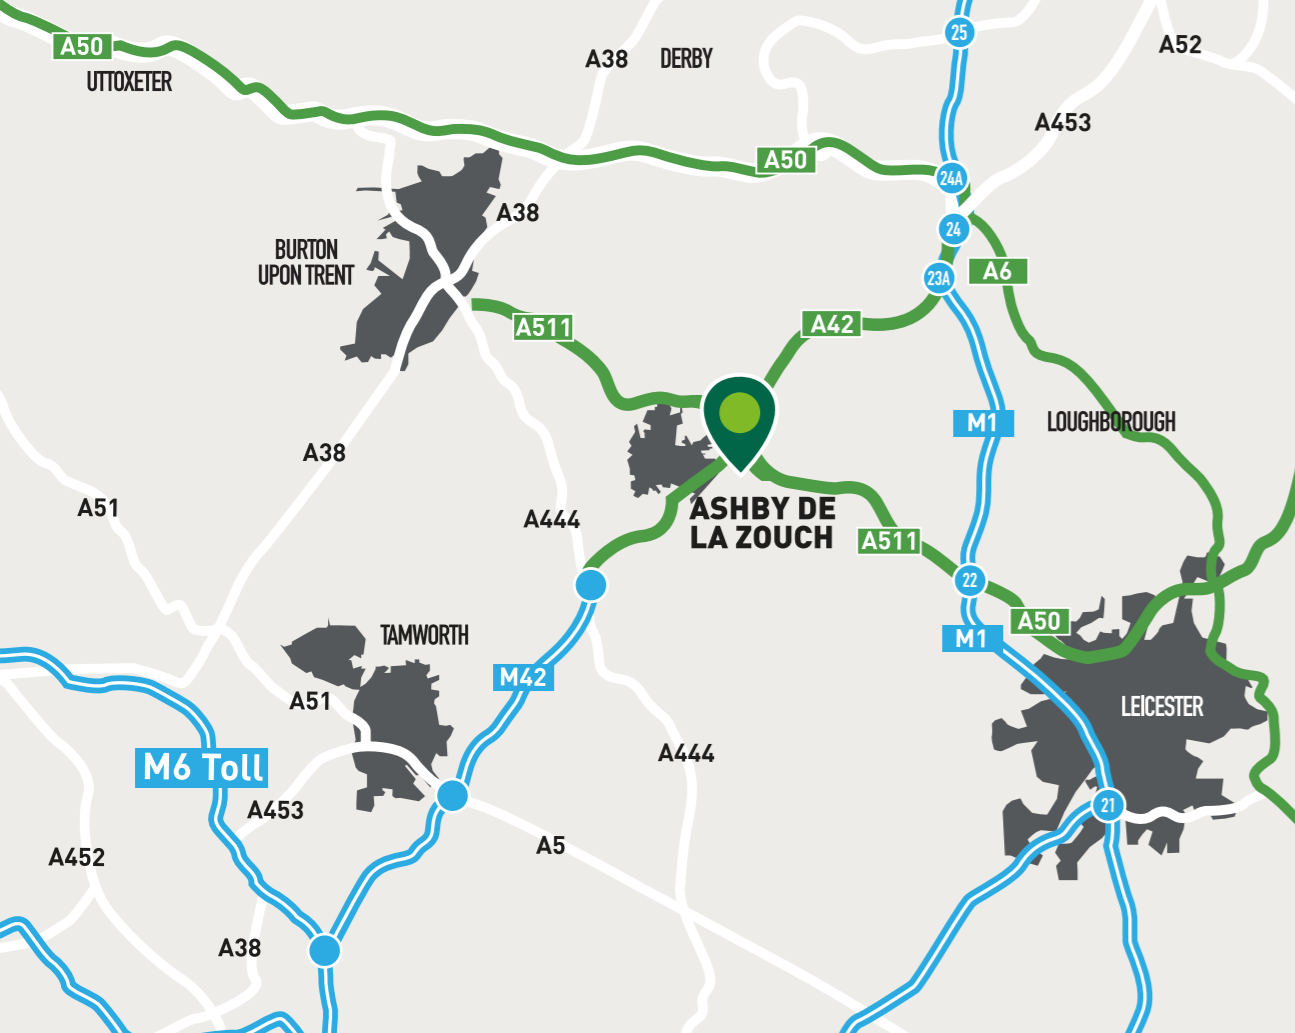 25
A50
A52
A38
DERBY
UTTOXETER
A453
A50
24A
A38
24
BURTON
UPON TRENT
A6
23A
A511
A42
M1
LOUGHBOROUGH
A38
A51
ASHBY DE
LA ZOUCH
A444
A511
22
A50
TAMWORTH
M1
M42
A51
LEICESTER
A444
M6 Toll
21
A453
A5
A452
A38